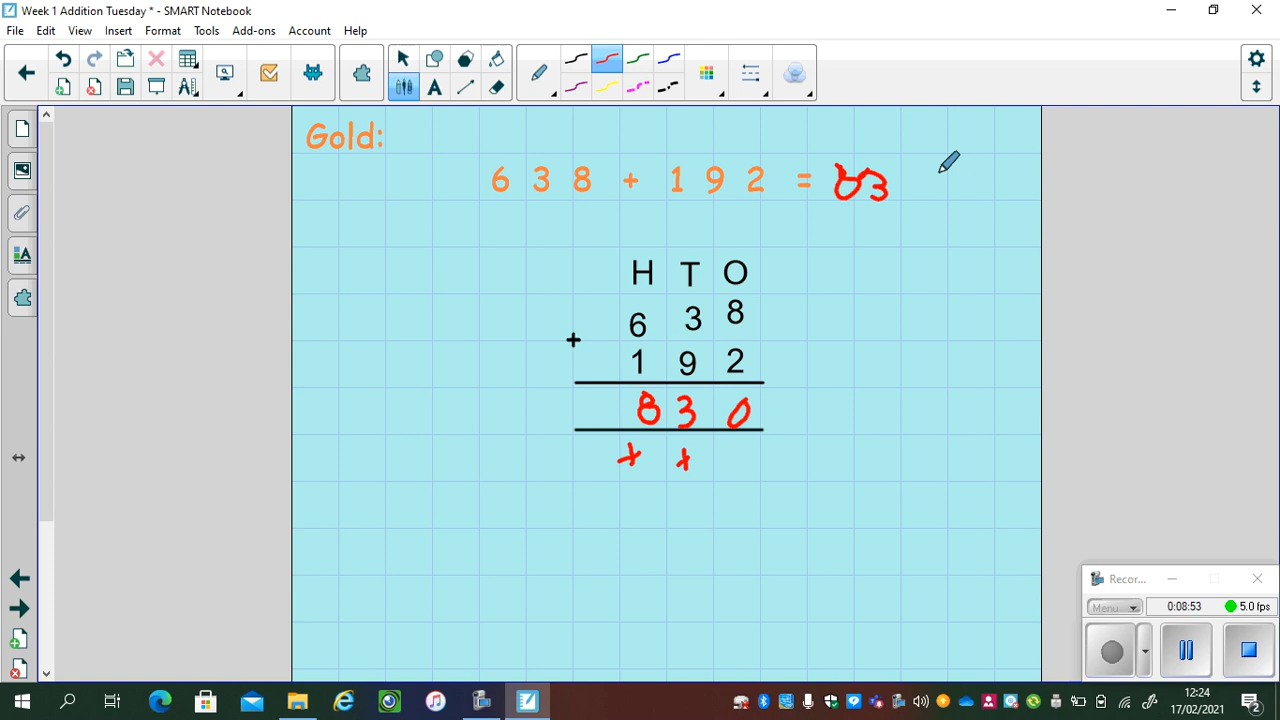 Week 1 Addition Tuesday * - SMART Notebook
File Edit View Insert Format Tools Add-ons Account Help
Gold:
6 3 8 + 1 9 2 = 83
H T O
6 3 8
+
1 9 2
8 3 0
Recor...
Menu 0:08:53 5.0 fps
12:24
17/02/2021
2